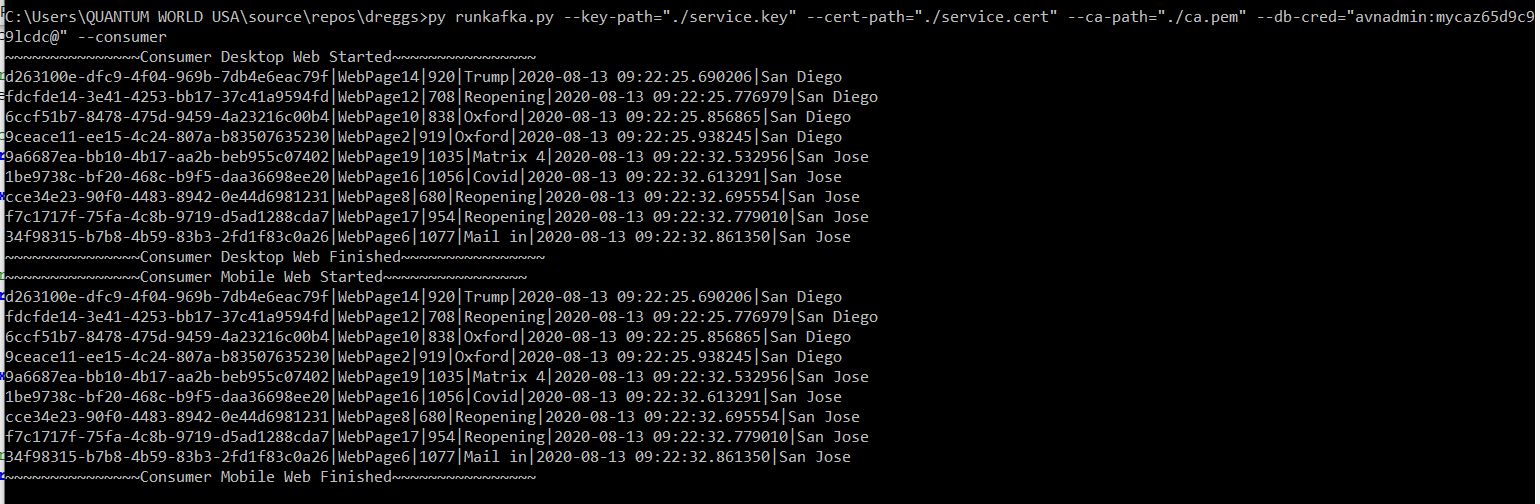 C:\Users\QUANTUM WORLD USA\source\repos\dreggs>py runkafka.py --key-path="./service.key" --cert-path="./service.cert" --ca-path="./ca.pem" --db-cred="avnadmin:mycaz65d9c9
9lcdc@" --consumer
~~~~~~~~~~~~~~~Consumer Desktop Web Started~~~~~~~~~~~~~~~~
d263100e-dfc9-4f04-969b-7db4e6eac79f|WebPage14|920|Trump|2020-08-13 09:22:25.690206|San Diego
fdcfde14-3e41-4253-bb17-37c41a9594fd|WebPage12|708|Reopening|2020-08-13 09:22:25.776979|San Diego
6ccf51b7-8478-475d-9459-4a23216c00b4|WebPage10|838|Oxford|2020-08-13 09:22:25.856865|San Diego
9ceace11-ee15-4c24-807a-b83507635230|WebPage2|919|Oxford|2020-08-13 09:22:25.938245|San Diego
9a6687ea-bb10-4b17-aa2b-beb955c07402|WebPage19|1035|Matrix 4|2020-08-13 09:22:32.532956|San Jose
1be9738c-bf20-468c-b9f5-daa36698ee20|WebPage16|1056|Covid|2020-08-13 09:22:32.613291|San Jose
cce34e23-90f0-4483-8942-0e44d6981231|WebPage8|680|Reopening|2020-08-13 09:22:32.695554|San Jose
f7c1717f-75fa-4c8b-9719-d5ad1288cda7|WebPage17|954|Reopening|2020-08-13 09:22:32.779010|San Jose
34f98315-b7b8-4b59-83b3-2fd1f83c0a26|WebPage6|1077|Mail in|2020-08-13 09:22:32.861350|San Jose
~~~~~~~~~~~~~~~Consumer Desktop Web Finished~~~~~~~~~~~~~~~~
~~~~~~~~~~~~~~~Consumer Mobile Web Started~~~~~~~~~~~~~~~~
d263100e-dfc9-4f04-969b-7db4e6eac79f|WebPage14|920|Trump|2020-08-13 09:22:25.690206|San Diego
fdcfde14-3e41-4253-bb17-37c41a9594fd|WebPage12|708|Reopening|2020-08-13 09:22:25.776979|San Diego
6ccf51b7-8478-475d-9459-4a23216c00b4|WebPage10|838|Oxford|2020-08-13 09:22:25.856865|San Diego
9ceace11-ee15-4c24-807a-b83507635230|WebPage2|919|Oxford|2020-08-13 09:22:25.938245|San Diego
9a6687ea-bb10-4b17-aa2b-beb955c07402|WebPage19|1035|Matrix 4|2020-08-13 09:22:32.532956|San Jose
1be9738c-bf20-468c-b9f5-daa36698ee20|WebPage16|1056|Covid|2020-08-13 09:22:32.613291|San Jose
cce34e23-90f0-4483-8942-0e44d6981231|WebPage8|680|Reopening|2020-08-13 09:22:32.695554|San Jose
f7c1717f-75fa-4c8b-9719-d5ad1288cda7|WebPage17|954|Reopening|2020-08-13 09:22:32.779010|San Jose
34f98315-b7b8-4b59-83b3-2fd1f83c0a26|WebPage6|1077|Mail in|2020-08-13 09:22:32.861350|San Jose
~~~~~~~~~~~~~~~Consumer Mobile Web Finished~~~~~~~~~~~~~~~~